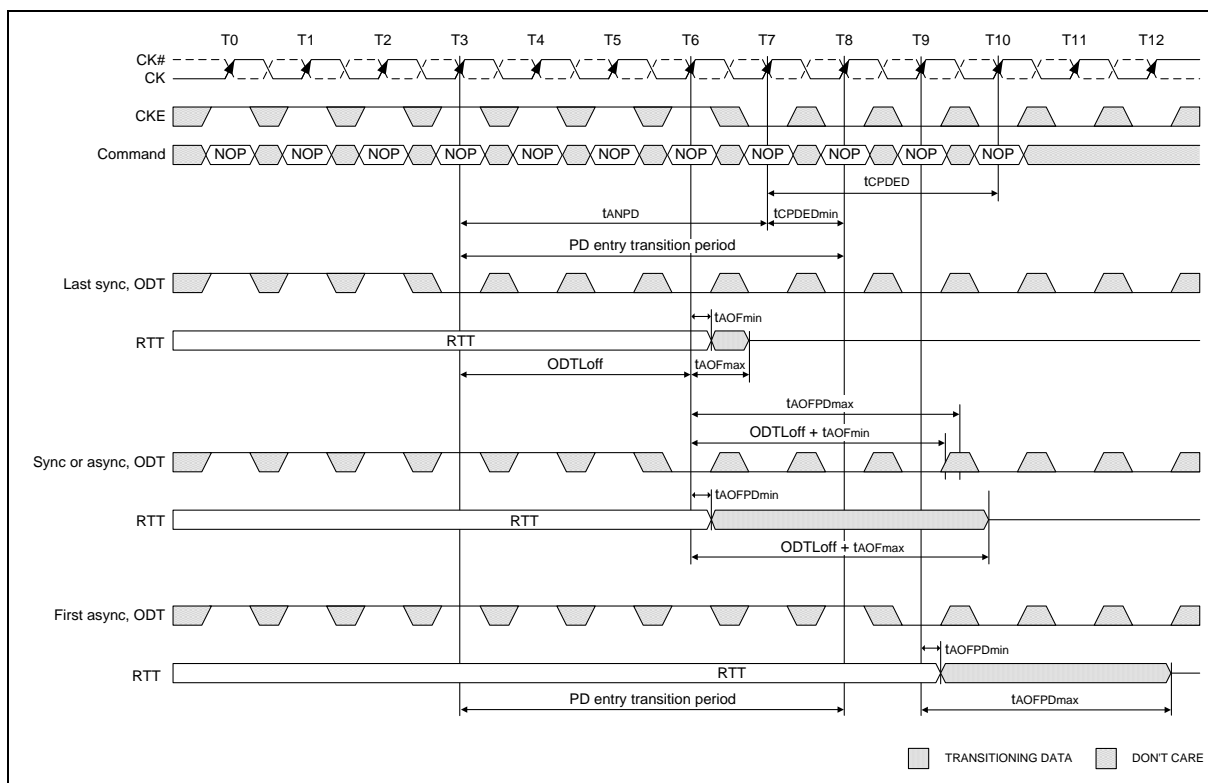 T0 T1 T2 T3 T4 T5 T6 T7 T8 T9 T10 T11 T12
CK#
CK
CKE
Command NOP NOP NOP NOP NOP NOP NOP NOP NOP NOP NOP
tCPDED
tANPD tCPDEDmin
PD entry transition period
Last sync, ODT
tAOFmin
RTT RTT
ODTLoff tAOFmax
tAOFPDmax
ODTLoff + tAOFmin
Sync or async, ODT
tAOFPDmin
RTT RTT
ODTLoff + tAOFmax
First async, ODT
tAOFPDmin
RTT RTT
PD entry transition period tAOFPDmax
TRANSITIONING DATA DON'T CARE